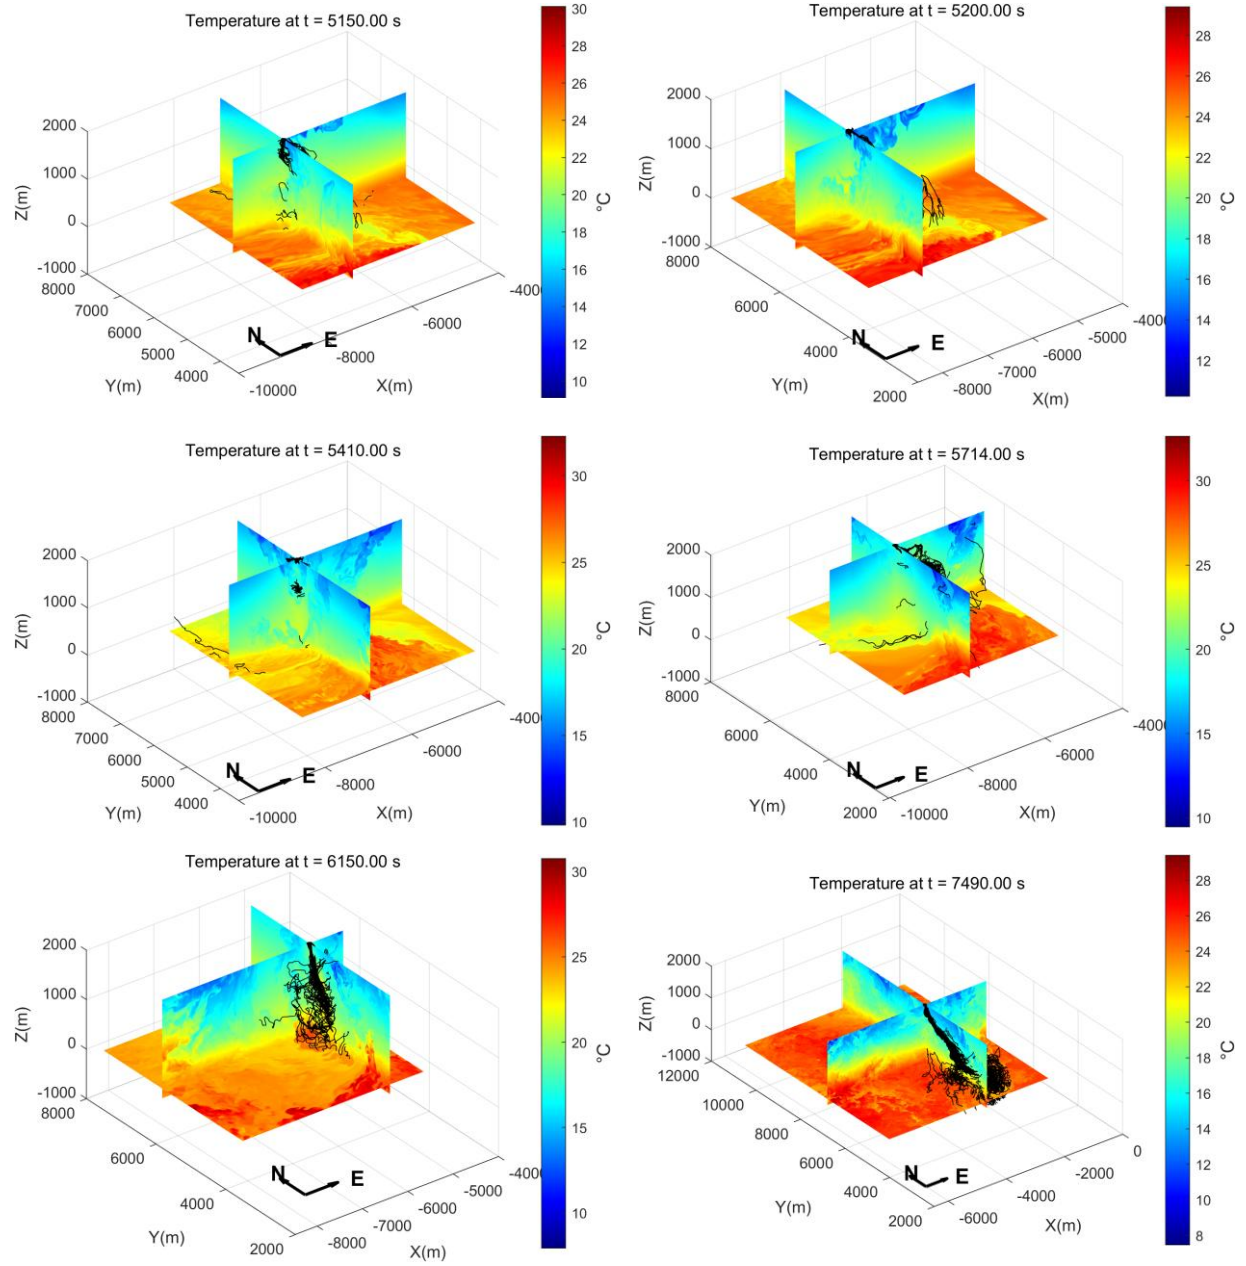 Temperature at t = 5150.00 s
30
28
26
24
22
20
18
16
14
12
10
°C
2000
1000
0
-1000
Z(m)
8000
7000
6000
5000
4000
Y(m)
N
E
-10000
-8000
-6000
-4000
X(m)
Temperature at t = 5200.00 s
28
26
24
22
20
18
16
14
12
°C
2000
1000
0
-1000
Z(m)
8000
6000
4000
2000
Y(m)
N
E
-8000
-7000
-6000
-5000
-4000
X(m)
Temperature at t = 5410.00 s
30
25
20
15
10
°C
2000
1000
0
-1000
Z(m)
8000
7000
6000
5000
4000
Y(m)
N
E
-10000
-8000
-6000
-4000
X(m)
Temperature at t = 5714.00 s
30
25
20
15
10
°C
2000
1000
0
-1000
Z(m)
8000
6000
4000
2000
Y(m)
N
E
-10000
-8000
-6000
-4000
X(m)
Temperature at t = 6150.00 s
30
25
20
15
10
°C
2000
1000
0
-1000
Z(m)
8000
6000
4000
2000
Y(m)
N
E
-8000
-7000
-6000
-5000
-4000
X(m)
Temperature at t = 7490.00 s
28
26
24
22
20
18
16
14
12
10
8
°C
2000
1000
0
-1000
Z(m)
12000
10000
8000
6000
4000
2000
Y(m)
N
E
-6000
-4000
-2000
0
X(m)